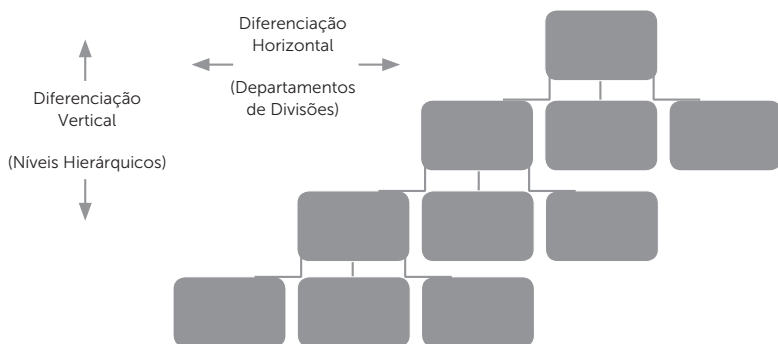 Diferenciação
Horizontal
(Departamentos
de Divisões)
Diferenciação
Vertical
(Níveis Hierárquicos)